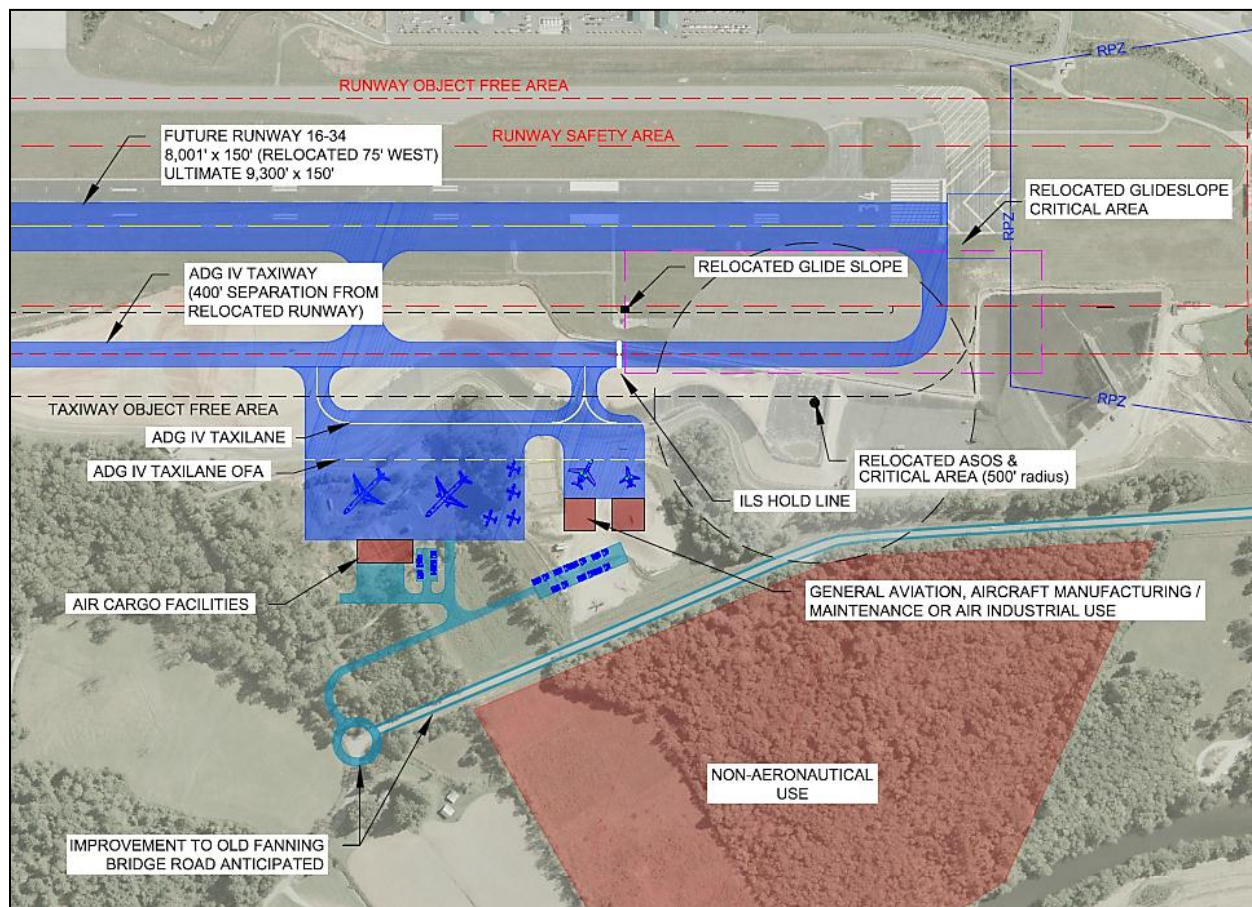 RPZ
RUNWAY OBJECT FREE AREA
FUTURE RUNWAY 16-34
8,001' x 150' (RELOCATED 75' WEST)
ULTIMATE 9,300' x 150'
RUNWAY SAFETY AREA
34
RPZ
RELOCATED GLIDESLOPE
CRITICAL AREA
ADG IV TAXIWAY
(400' SEPARATION FROM
RELOCATED RUNWAY)
RELOCATED GLIDE SLOPE
TAXIWAY OBJECT FREE AREA
RPZ
ADG IV TAXILANE
ADG IV TAXILANE OFA
RELOCATED ASOS &
CRITICAL AREA (500' radius)
ILS HOLD LINE
AIR CARGO FACILITIES
GENERAL AVIATION, AIRCRAFT MANUFACTURING /
MAINTENANCE OR AIR INDUSTRIAL USE
NON-AERONAUTICAL
USE
IMPROVEMENT TO OLD FANNING
BRIDGE ROAD ANTICIPATED